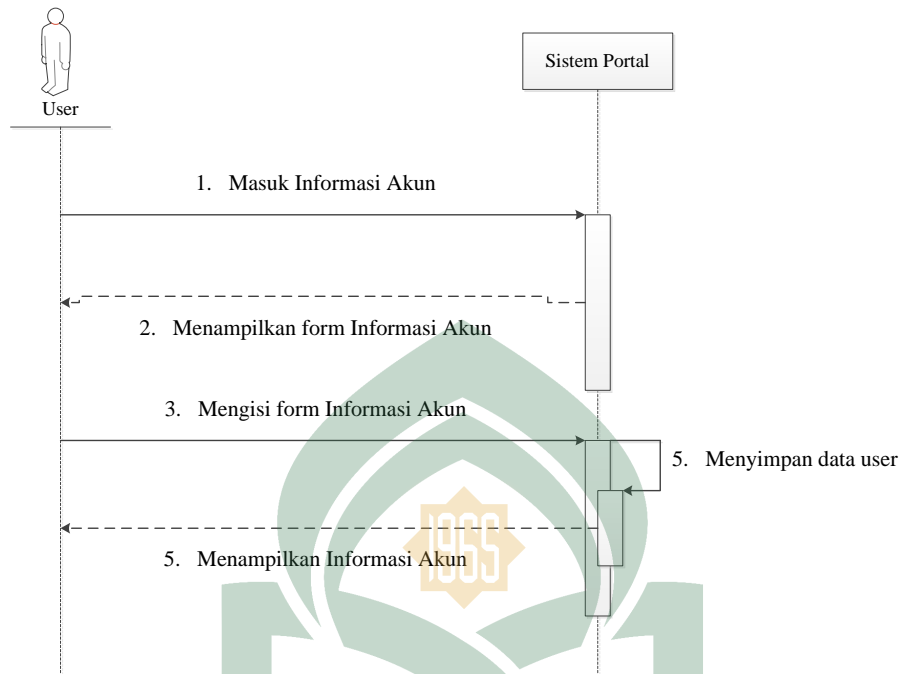 User
Sistem Portal
1. Masuk Informasi Akun
2. Menampilkan form Informasi Akun
3. Mengisi form Informasi Akun
5. Menyimpan data user
5. Menampilkan Informasi Akun
1965